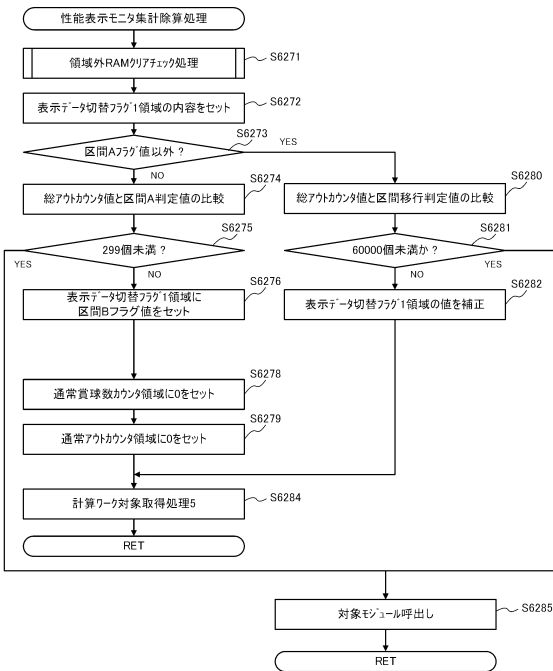 性能表示モニタ集計除算処理
領域外RAMクリアチェック処理
S6271
表示データ切替フラグ1領域の内容をセット
S6272
区間Aフラグ値以外?
S6273
YES
NO
総アウトカウンタ値と区間A判定値の比較
S6274
総アウトカウンタ値と区間移行判定値の比較
S6280
299個未満?
S6275
YES
NO
60000個未満か?
S6281
NO
YES
表示データ切替フラグ1領域に
区間Bフラグ値をセット
S6276
表示データ切替フラグ1領域の値を補正
S6282
通常賞球数カウンタ領域に0をセット
S6278
通常アウトカウンタ領域に0をセット
S6279
計算ワーク対象取得処理5
S6284
RET
対象モジュール呼出し
S6285
RET